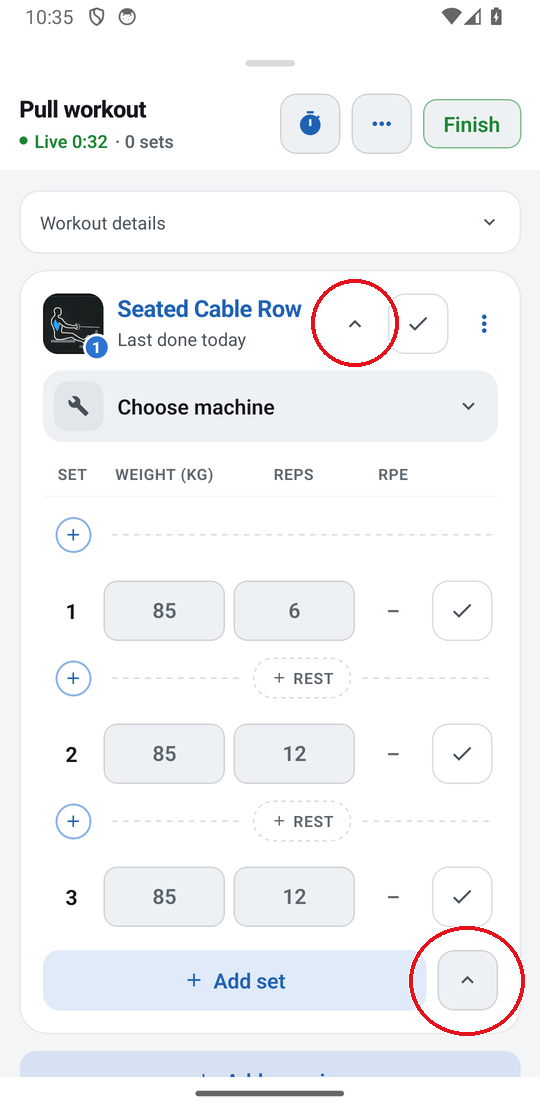 10:35
Pull workout
Finish
Live 0:32 · 0 sets
Workout details
Seated Cable Row
1
Last done today
Choose machine
SET WEIGHT (KG) REPS RPE
1 85 6 –
+ REST
2 85 12 –
+ REST
3 85 12 –
+ Add set